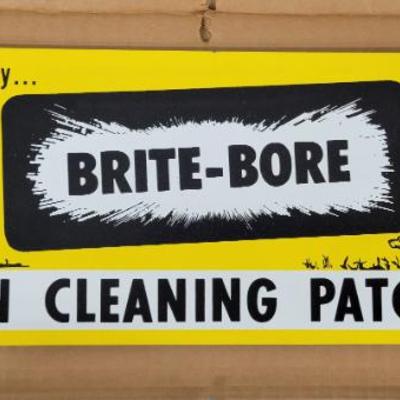 y...
BRITE-BORE
N CLEANING PATC